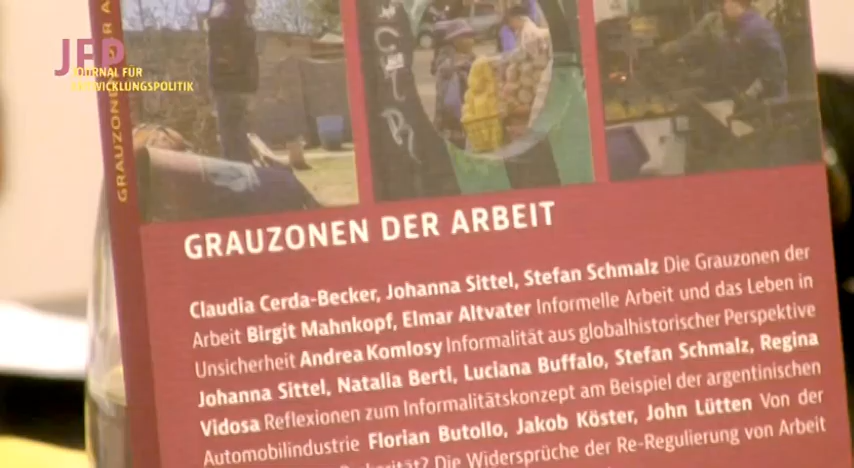 JEP
JOURNAL FÜR
ENTWICKLUNGSPOLITIK
GRAUZONEN DER A
GRAUZONEN DER ARBEIT
Claudia Cerda-Becker, Johanna Sittel, Stefan Schmalz Die Grauzonen der
Arbeit Birgit Mahnkopf, Elmar Altvater Informelle Arbeit und das Leben in
Unsicherheit Andrea Komlosy Informalität aus globalhistorischer Perspektive
Johanna Sittel, Natalia Berti, Luciana Buffalo, Stefan Schmalz, Regina
Vidosa Reflexionen zum Informalitätskonzept am Beispiel der argentinischen
Automobilindustrie Florian Butollo, Jakob Köster, John Lütten Von der
Die Widersprüche der Re-Regulierung von Arbeit